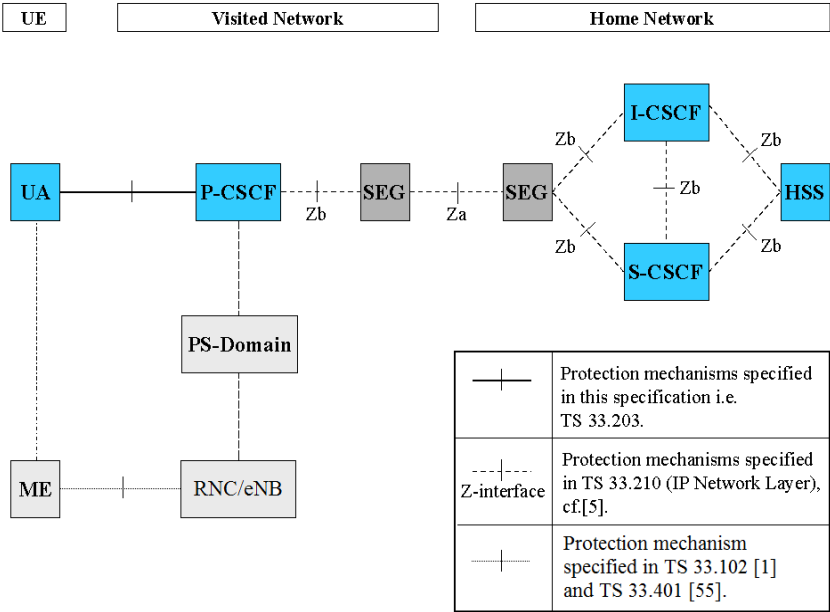 UE
Visited Network
Home Network
I-CSCF
Zb
Zb
UA
P-CSCF
SEG
SEG
Zb
HSS
Zb
Za
Zb
Zb
S-CSCF
PS-Domain
Protection mechanisms specified
in this specification i.e.
TS 33.203.
ME
RNC/eNB
Z-interface
Protection mechanisms specified
in TS 33.210 (IP Network Layer),
cf.[5].
Protection mechanism
specified in TS 33.102 [1]
and TS 33.401 [55].